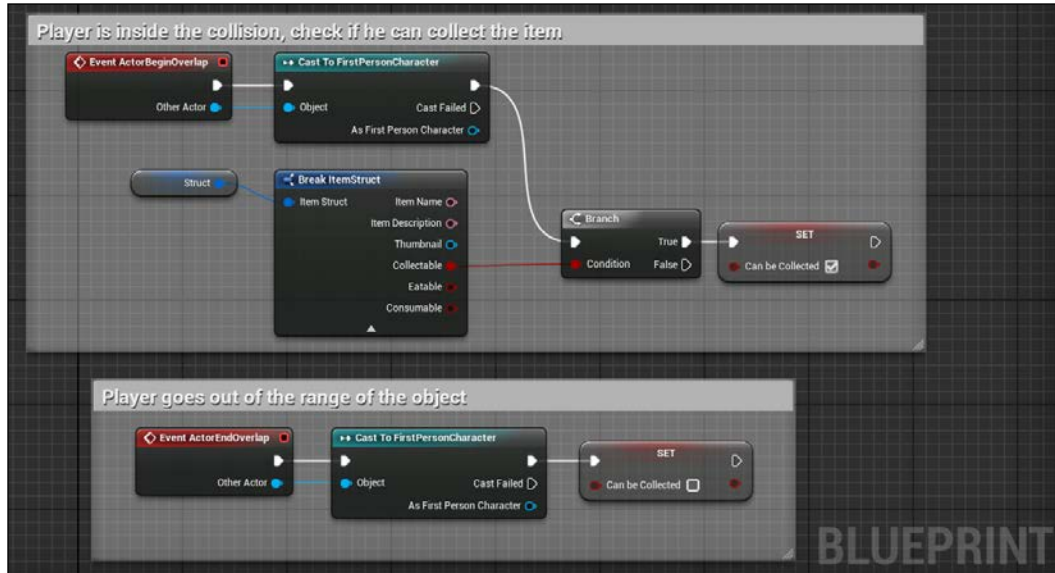 Player is inside the collision, check if he can collect the item
Event ActorBeginOverlap
Other Actor
Cast To FirstPersonCharacter
Object
Cast Failed
As First Person Character
Struct
Break ItemStruct
Item Struct
Item Name
Item Description
Thumbnail
Collectable
Eatable
Consumable
Branch
True
Condition
False
SET
Can be Collected
Player goes out of the range of the object
Event ActorEndOverlap
Other Actor
Cast To FirstPersonCharacter
Object
Cast Failed
As First Person Character
SET
Can be Collected
BLUEPRINT